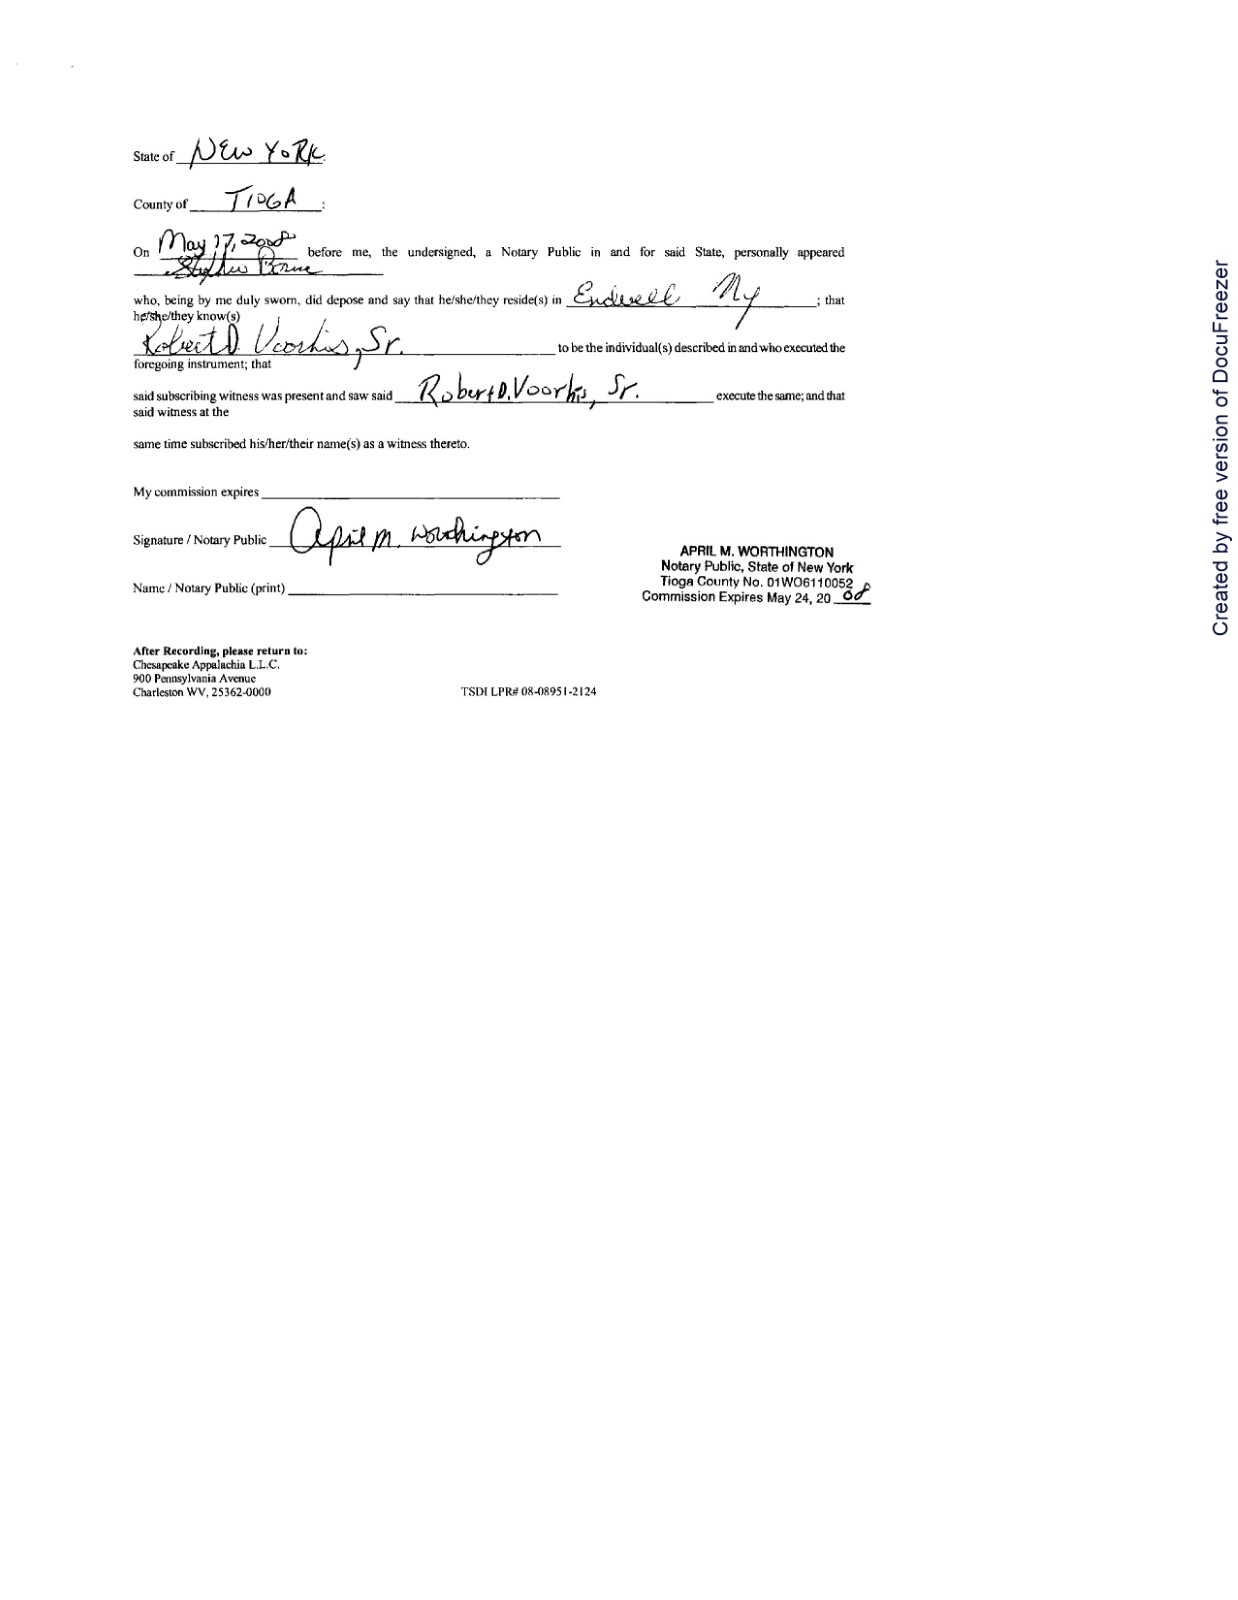 State of NEW YORK:
County of TIOGA :
On May 17, 2008 before me, the undersigned, a Notary Public in and for said State, personally appeared
who, being by me duly sworn, did depose and say that he/she/they reside(s) in Endwell Ny ; that
he/she/they know(s)
Robert D. Voorhis, Sr. to be the individual(s) described in and who executed the
foregoing instrument; that
said subscribing witness was present and saw said Robert D. Voorhis, Sr. execute the same; and that
said witness at the
same time subscribed his/her/their name(s) as a witness thereto.
My commission expires
Signature / Notary Public April M. Worthington
Name / Notary Public (print)
APRIL M. WORTHINGTON
Notary Public, State of New York
Tioga County No. 01WO6110052
Commission Expires May 24, 20 08
After Recording, please return to:
Chesapeake Appalachia L.L.C.
900 Pennsylvania Avenue
Charleston WV, 25362-0000
TSDI LPR# 08-08951-2124
Created by free version of DocuFreezer